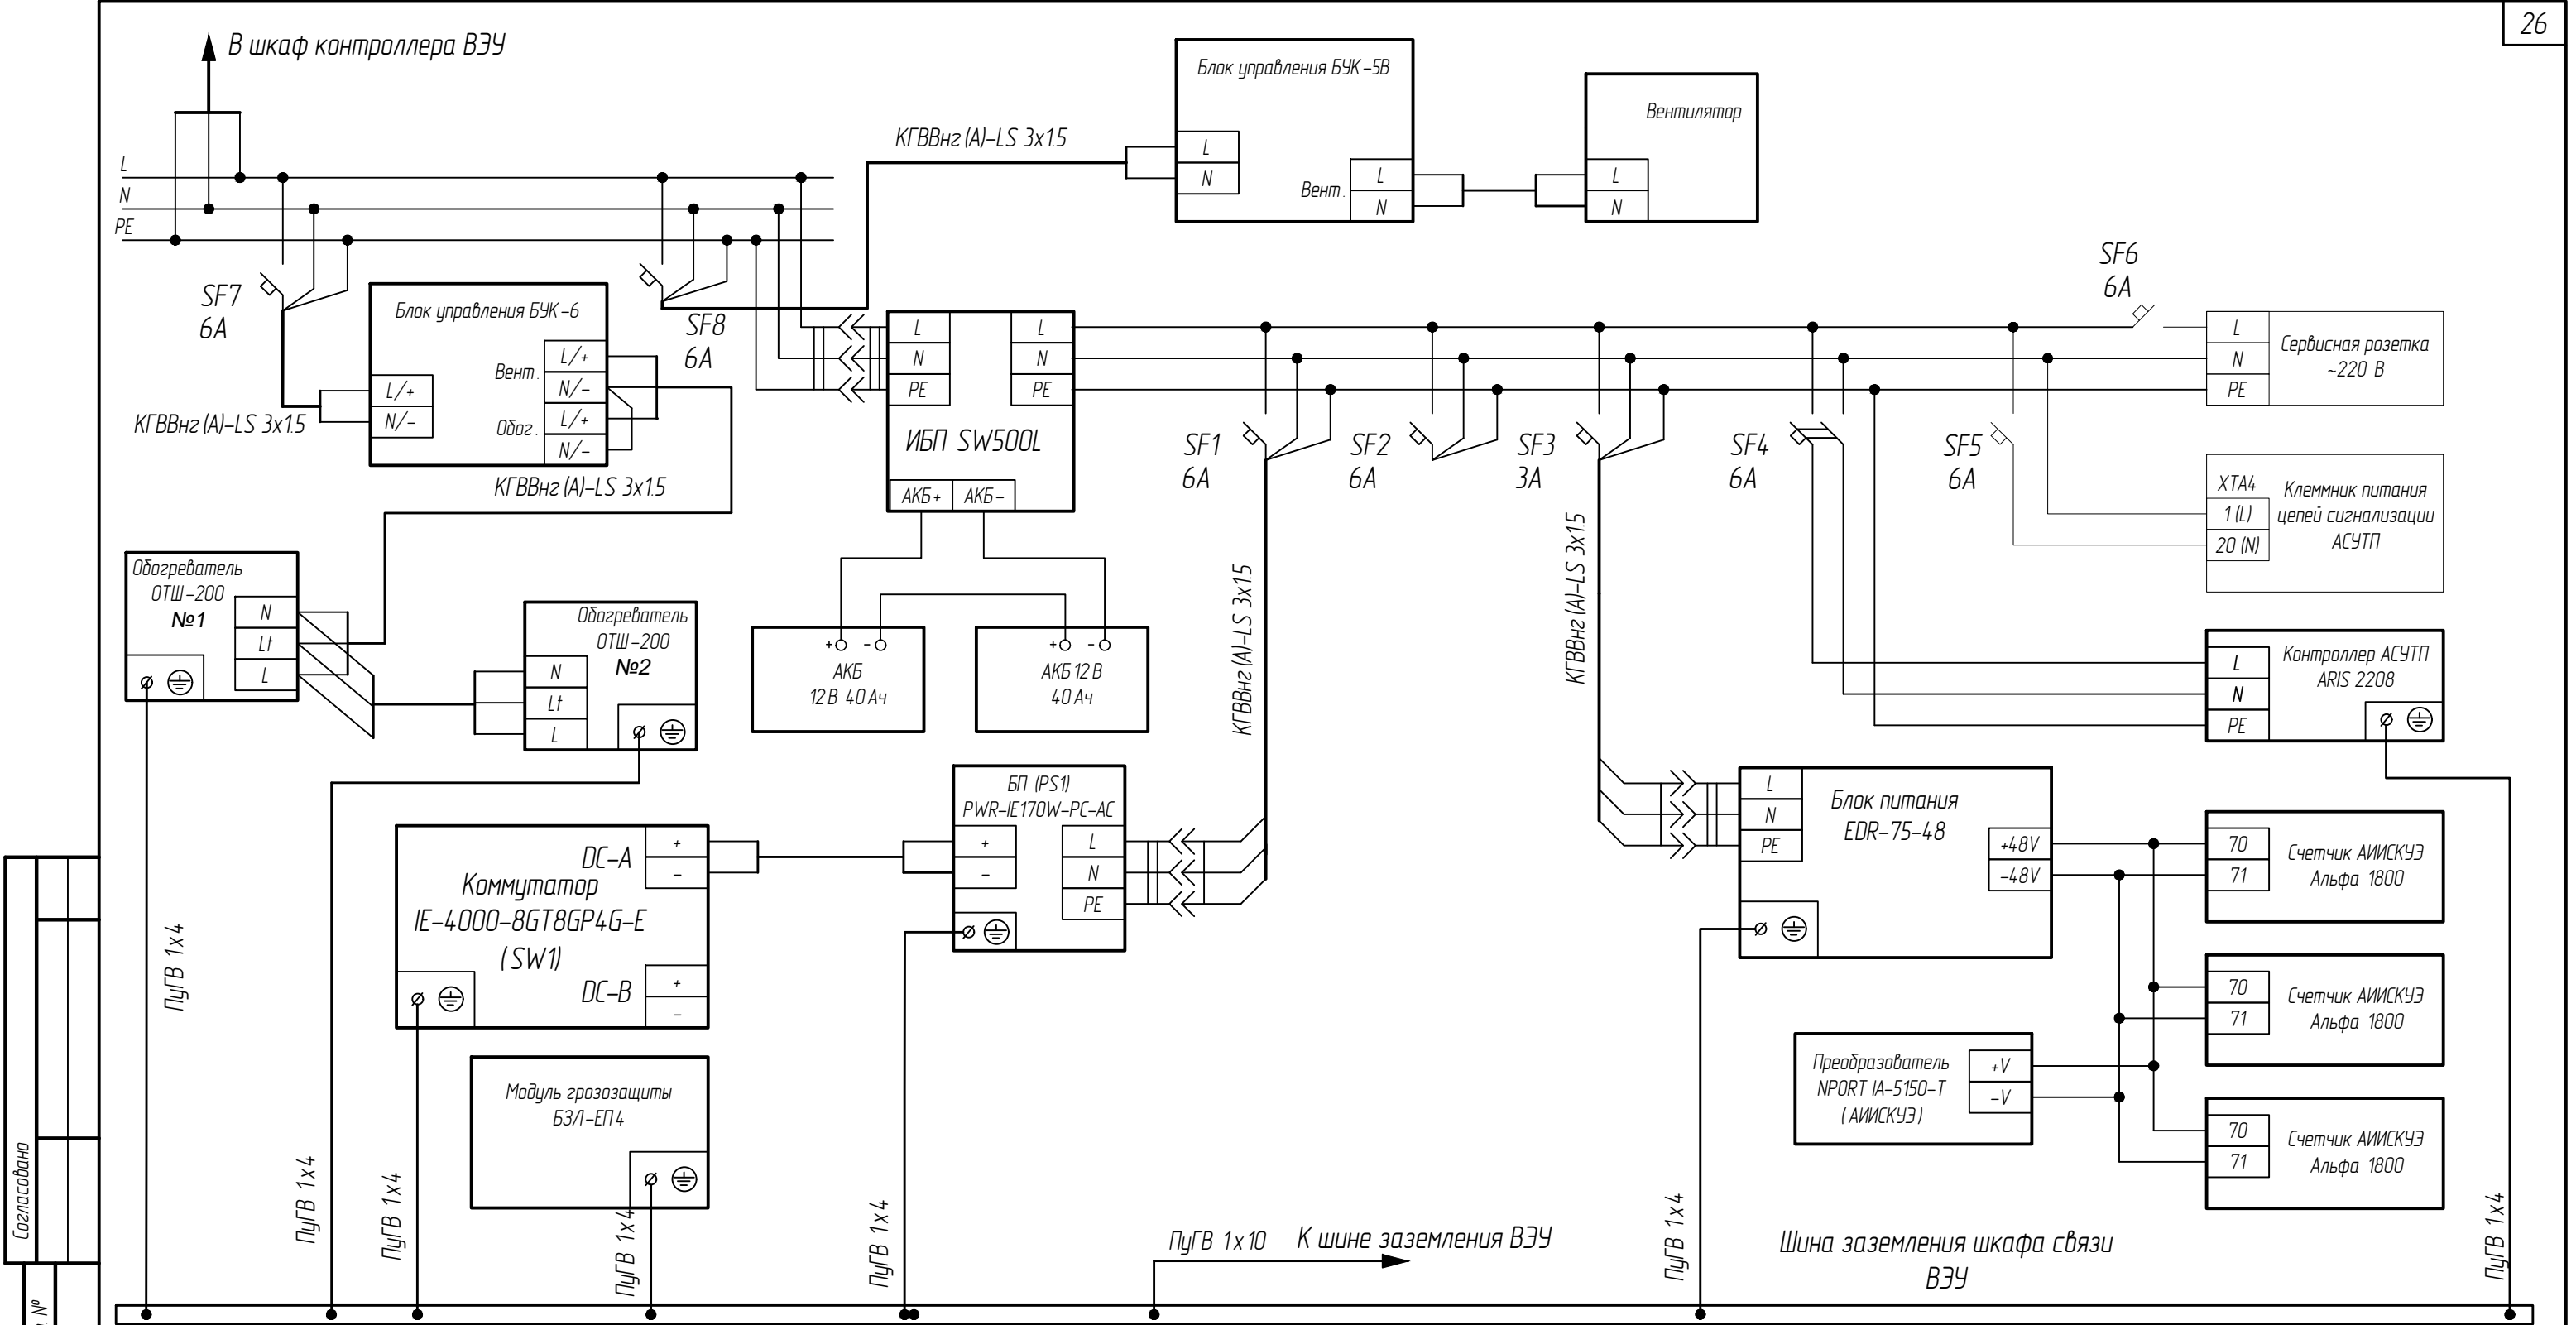 26
В шкаф контроллера ВЭУ
L
N
PE
SF7
6А
Блок управления БУК-6
L/+
N/-
Вент.
L/+
N/-
Обог.
L/+
N/-
КГВВнг(А)-LS 3х1.5
КГВВнг(А)-LS 3х1.5
SF8
6А
КГВВнг(А)-LS 3х1.5
Блок управления БУК-5В
L
N
Вент.
L
N
Вентилятор
L
N
L
N
PE
L
N
PE
ИБП SW500L
АКБ+
АКБ-
SF1
6А
SF2
6А
SF3
3А
SF4
6А
SF5
6А
SF6
6А
L
N
PE
Сервисная розетка
~220 В
ХТА4
1 (L)
20 (N)
Клеммник питания
цепей сигнализации
АСУТП
Обогреватель
ОТШ-200
№1
N
Lt
L
Обогреватель
ОТШ-200
№2
N
Lt
L
+
-
АКБ
12 В 40 Ач
+
-
АКБ 12 В
40 Ач
КГВВнг(А)-LS 3х1.5
КГВВнг(А)-LS 3х1.5
L
N
PE
Контроллер АСУТП
ARIS 2208
БП (PS1)
PWR-IE170W-PC-AC
+
-
L
N
PE
DC-A
+
-
Коммутатор
IE-4000-8GT8GP4G-E
(SW1)
DC-B
+
-
L
N
PE
Блок питания
EDR-75-48
+48V
-48V
70
71
Счетчик АИИСКУЭ
Альфа 1800
70
71
Счетчик АИИСКУЭ
Альфа 1800
70
71
Счетчик АИИСКУЭ
Альфа 1800
Преобразователь
NPORT IA-5150-T
(АИИСКУЭ)
+V
-V
Модуль грозозащиты
БЗЛ-ЕП4
ПуГВ 1х4
ПуГВ 1х4
ПуГВ 1х4
ПуГВ 1х4
ПуГВ 1х4
ПуГВ 1х10 К шине заземления ВЭУ
ПуГВ 1х4
Шина заземления шкафа связи
ВЭУ
ПуГВ 1х4
Согласовано
№